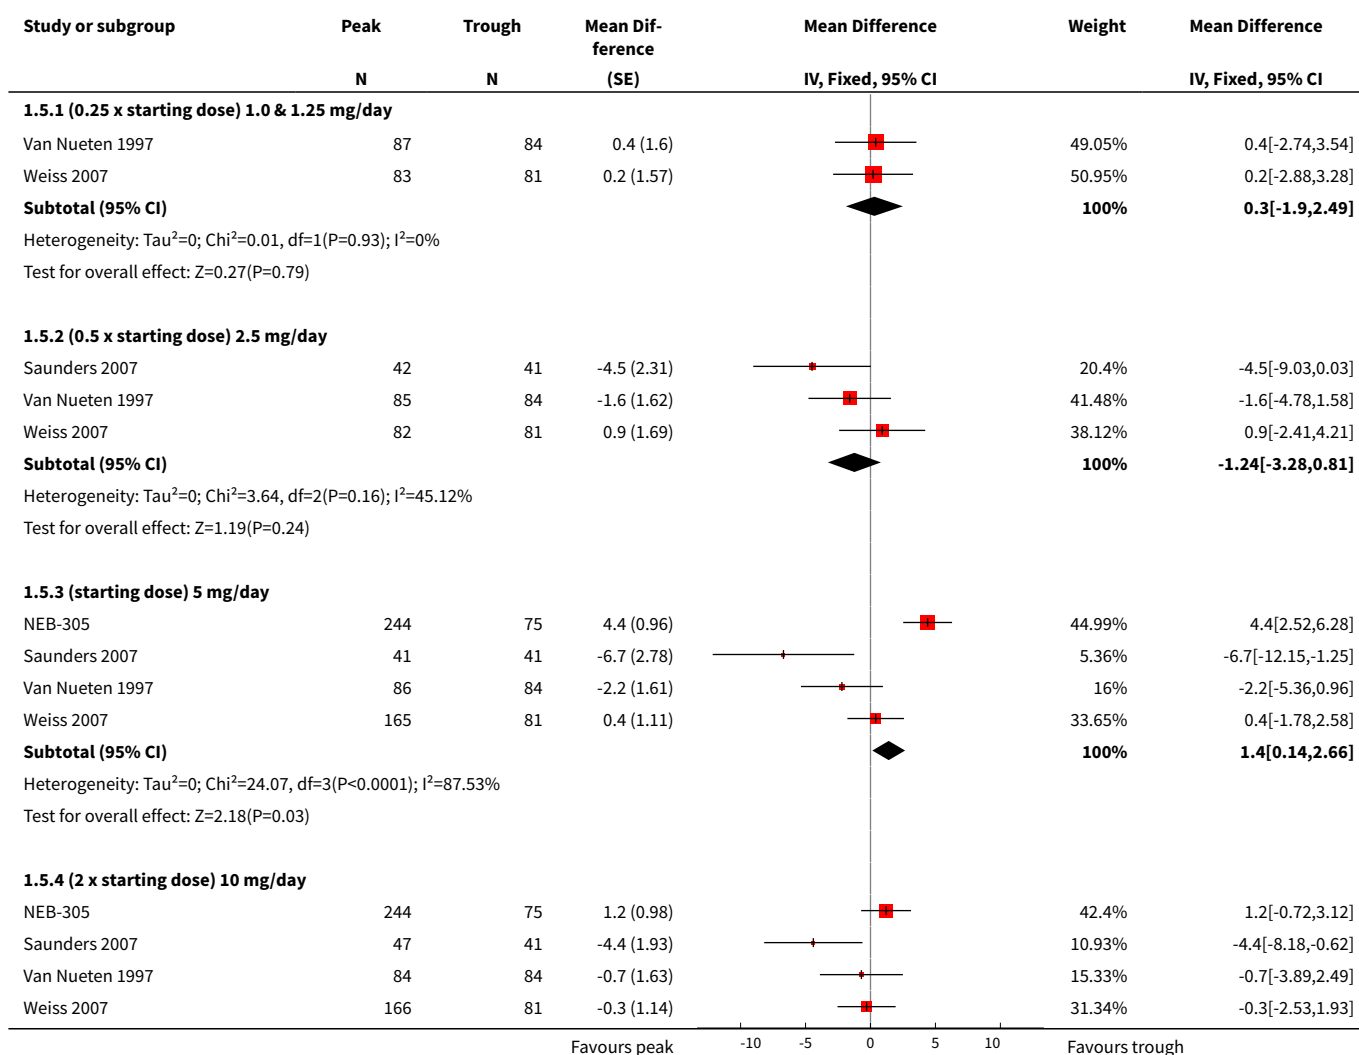 Study or subgroup Peak Trough Mean Dif- Mean Difference Weight Mean Difference
ference
N N (SE) IV, Fixed, 95% CI IV, Fixed, 95% CI
1.5.1 (0.25 x starting dose) 1.0 & 1.25 mg/day
Van Nueten 1997 87 84 0.4 (1.6) 49.05% 0.4[-2.74,3.54]
Weiss 2007 83 81 0.2 (1.57) 50.95% 0.2[-2.88,3.28]
Subtotal (95% CI) 100% 0.3[-1.9,2.49]
Heterogeneity: Tau²=0; Chi²=0.01, df=1(P=0.93); I²=0%
Test for overall effect: Z=0.27(P=0.79)
1.5.2 (0.5 x starting dose) 2.5 mg/day
Saunders 2007 42 41 -4.5 (2.31) 20.4% -4.5[-9.03,0.03]
Van Nueten 1997 85 84 -1.6 (1.62) 41.48% -1.6[-4.78,1.58]
Weiss 2007 82 81 0.9 (1.69) 38.12% 0.9[-2.41,4.21]
Subtotal (95% CI) 100% -1.24[-3.28,0.81]
Heterogeneity: Tau²=0; Chi²=3.64, df=2(P=0.16); I²=45.12%
Test for overall effect: Z=1.19(P=0.24)
1.5.3 (starting dose) 5 mg/day
NEB-305 244 75 4.4 (0.96) 44.99% 4.4[2.52,6.28]
Saunders 2007 41 41 -6.7 (2.78) 5.36% -6.7[-12.15,-1.25]
Van Nueten 1997 86 84 -2.2 (1.61) 16% -2.2[-5.36,0.96]
Weiss 2007 165 81 0.4 (1.11) 33.65% 0.4[-1.78,2.58]
Subtotal (95% CI) 100% 1.4[0.14,2.66]
Heterogeneity: Tau²=0; Chi²=24.07, df=3(P<0.0001); I²=87.53%
Test for overall effect: Z=2.18(P=0.03)
1.5.4 (2 x starting dose) 10 mg/day
NEB-305 244 75 1.2 (0.98) 42.4% 1.2[-0.72,3.12]
Saunders 2007 47 41 -4.4 (1.93) 10.93% -4.4[-8.18,-0.62]
Van Nueten 1997 84 84 -0.7 (1.63) 15.33% -0.7[-3.89,2.49]
Weiss 2007 166 81 -0.3 (1.14) 31.34% -0.3[-2.53,1.93]
Favours peak -10 -5 0 5 10 Favours trough